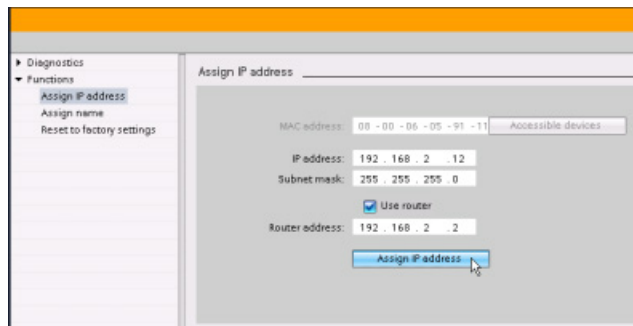 Diagnostics
Functions
Assign IP address
Assign name
Reset to factory settings
Assign IP address
MAC address: 08 -00 -06 -05 -91 -11 Accessible devices
IP address: 192 . 168 . 2 .12
Subnet mask: 255 . 255 . 255 .0
Use router
Router address: 192 . 168 . 2 .2
Assign IP address